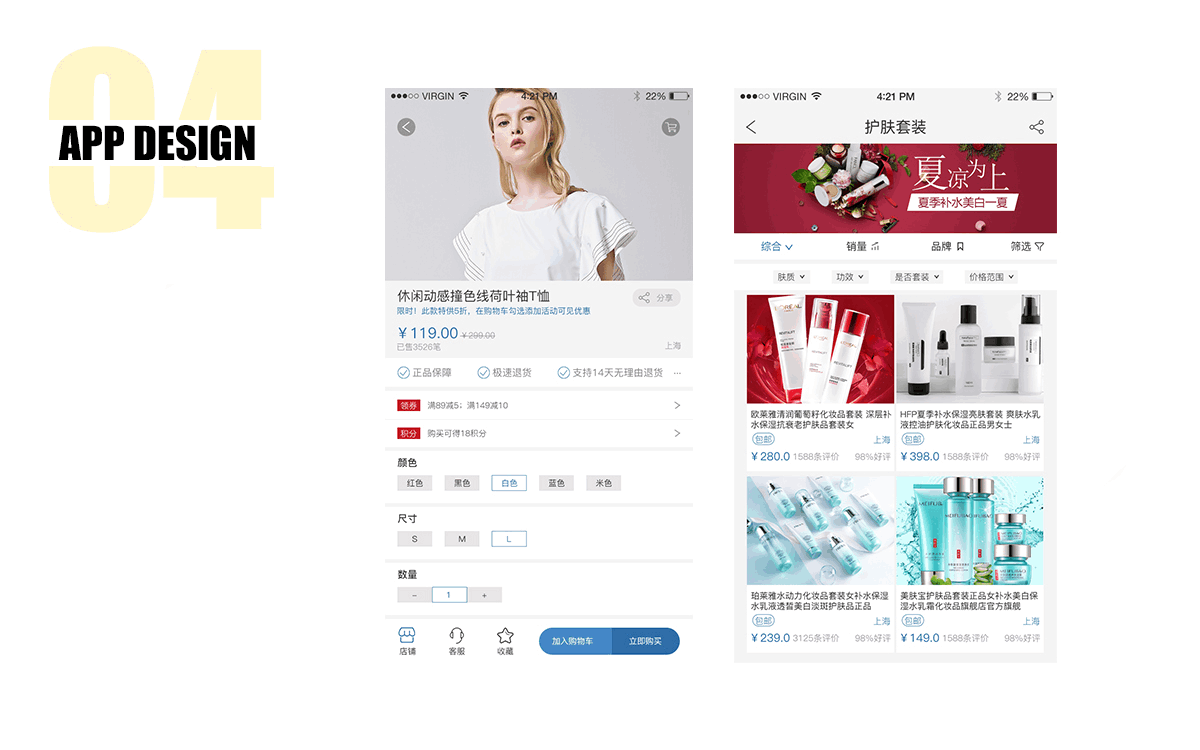 04
APP DESIGN
VIRGIN 4:21 PM 22%
休闲动感撞色线荷叶袖T恤
分享
限时！此款特供5折，在购物车勾选添加活动可见优惠
¥119.00 ¥299.00
已售3526笔
上海
正品保障 极速退货 支持14天无理由退货 ···
领券 满89减5；满149减10
积分 购买可得18积分
颜色
红色 黑色 白色 蓝色 米色
尺寸
S M L
数量
- 1 +
店铺 客服 收藏 加入购物车 立即购买
VIRGIN 4:21 PM 22%
护肤套装
夏凉为上
夏季补水美白一夏
综合 销量 品牌 筛选
肤质 功效 是否套装 价格范围
L'OREAL
REVITALIFT
欧莱雅清润葡萄籽化妆品套装 深层补
水保湿抗衰老护肤品套装女
包邮 上海
¥280.0 1588条评价 98%好评
HFP夏季补水保湿亮肤套装 爽肤水乳
液控油护肤化妆品正品男女士
包邮 上海
¥398.0 1588条评价 98%好评
珀莱雅水动力化妆品套装女补水保湿
水乳液透皙美白淡斑护肤品正品
包邮 上海
¥239.0 3125条评价 98%好评
MEIFUBAO
美肤宝护肤品套装正品女补水美白保
湿水乳霜化妆品旗舰店官方旗舰
包邮 上海
¥149.0 1588条评价 98%好评